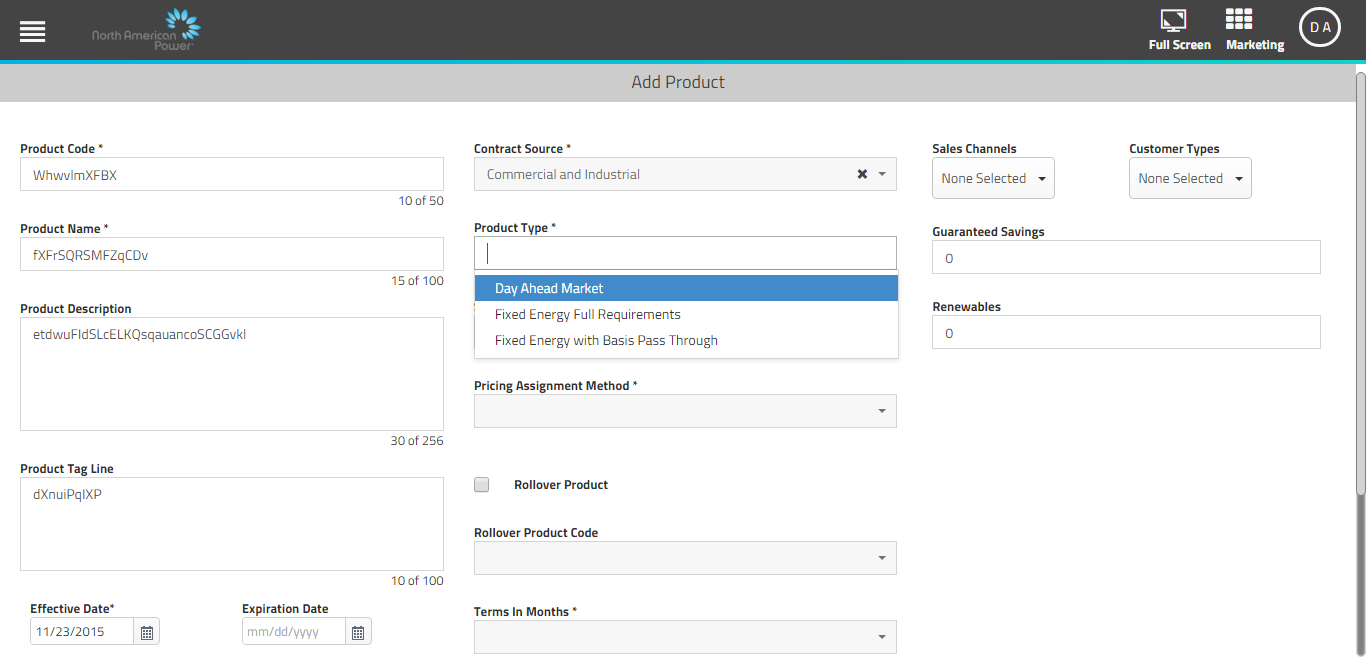 North American
Power
Full Screen
Marketing
D A
Add Product
Product Code *
WhwvlmXFBX
10 of 50
Product Name *
fXFrSQRSMFZqCDv
15 of 100
Product Description
etdwuFIdSLcELKQsqauancoSCGGvkl
30 of 256
Product Tag Line
dXnuiPqlXP
10 of 100
Effective Date*
11/23/2015
Expiration Date
mm/dd/yyyy
Contract Source *
Commercial and Industrial
Product Type *
Day Ahead Market
Fixed Energy Full Requirements
Fixed Energy with Basis Pass Through
Pricing Assignment Method *
Rollover Product
Rollover Product Code
Terms In Months *
Sales Channels
None Selected
Customer Types
None Selected
Guaranteed Savings
0
Renewables
0